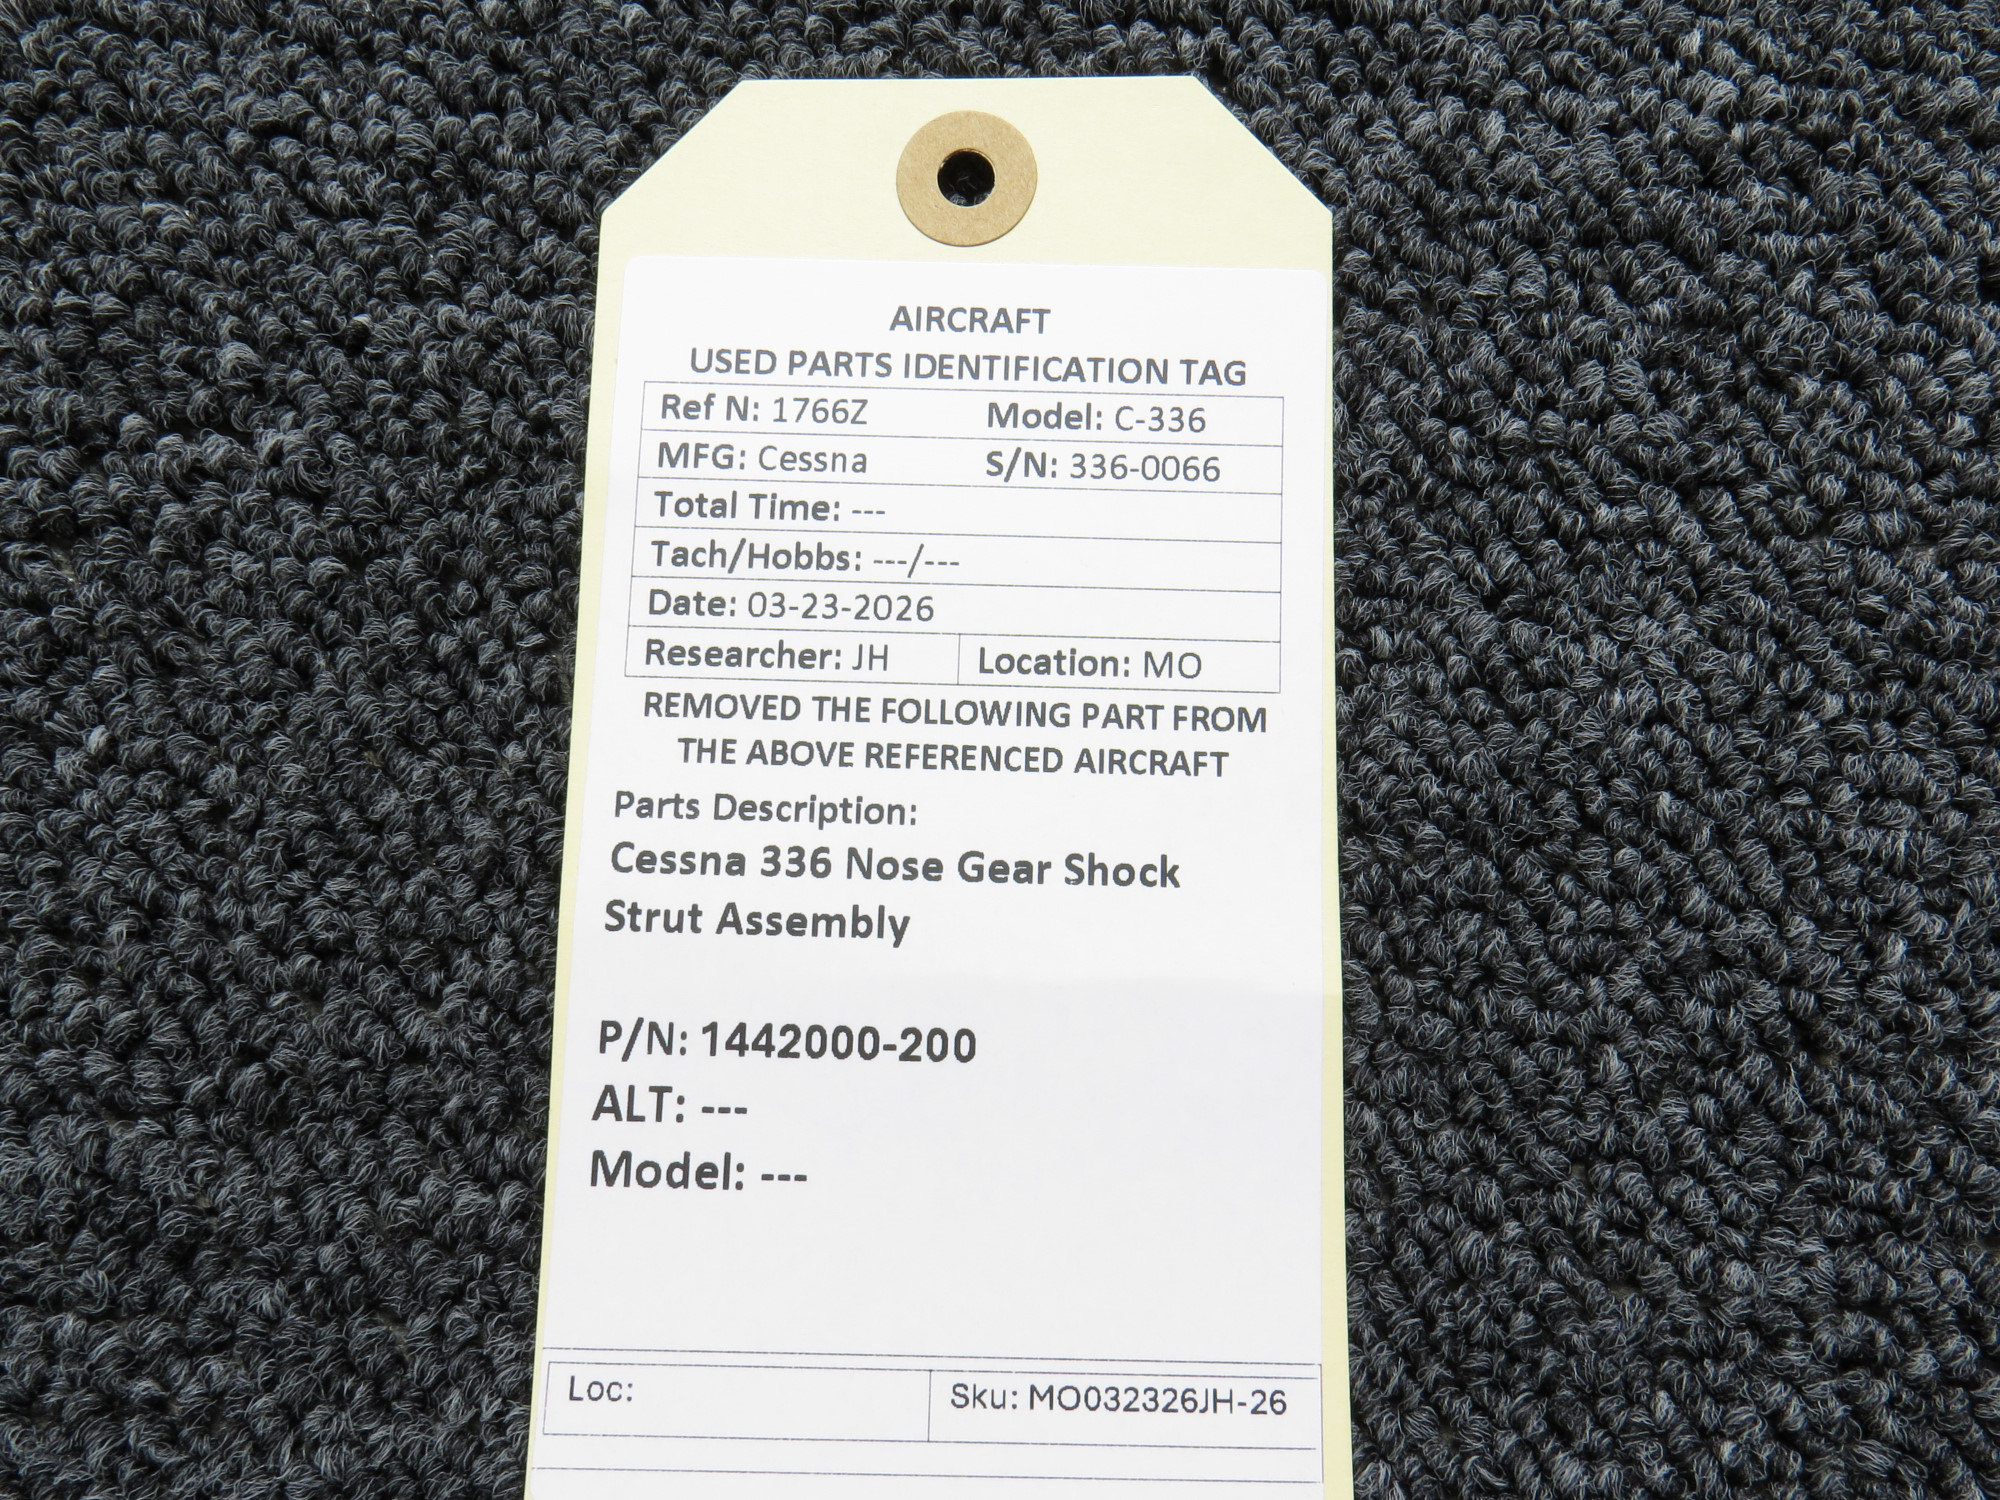 AIRCRAFT
USED PARTS IDENTIFICATION TAG
Ref N: 1766Z Model: C-336
MFG: Cessna S/N: 336-0066
Total Time: ---
Tach/Hobbs: ---/---
Date: 03-23-2026
Researcher: JH Location: MO
REMOVED THE FOLLOWING PART FROM
THE ABOVE REFERENCED AIRCRAFT
Parts Description:
Cessna 336 Nose Gear Shock
Strut Assembly
P/N: 1442000-200
ALT: ---
Model: ---
Loc: Sku: MO032326JH-26